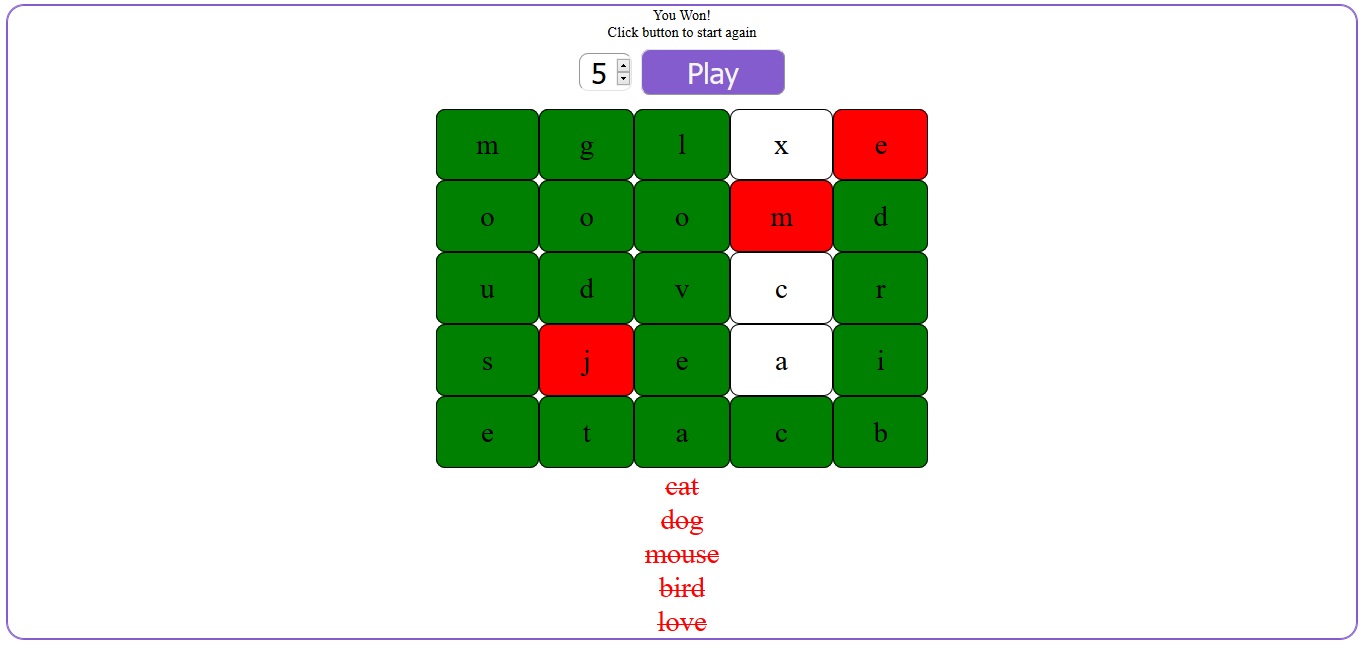 You Won!
Click button to start again
5 Play
m g l x e
o o o m d
u d v c r
s j e a i
e t a c b
cat
dog
mouse
bird
love